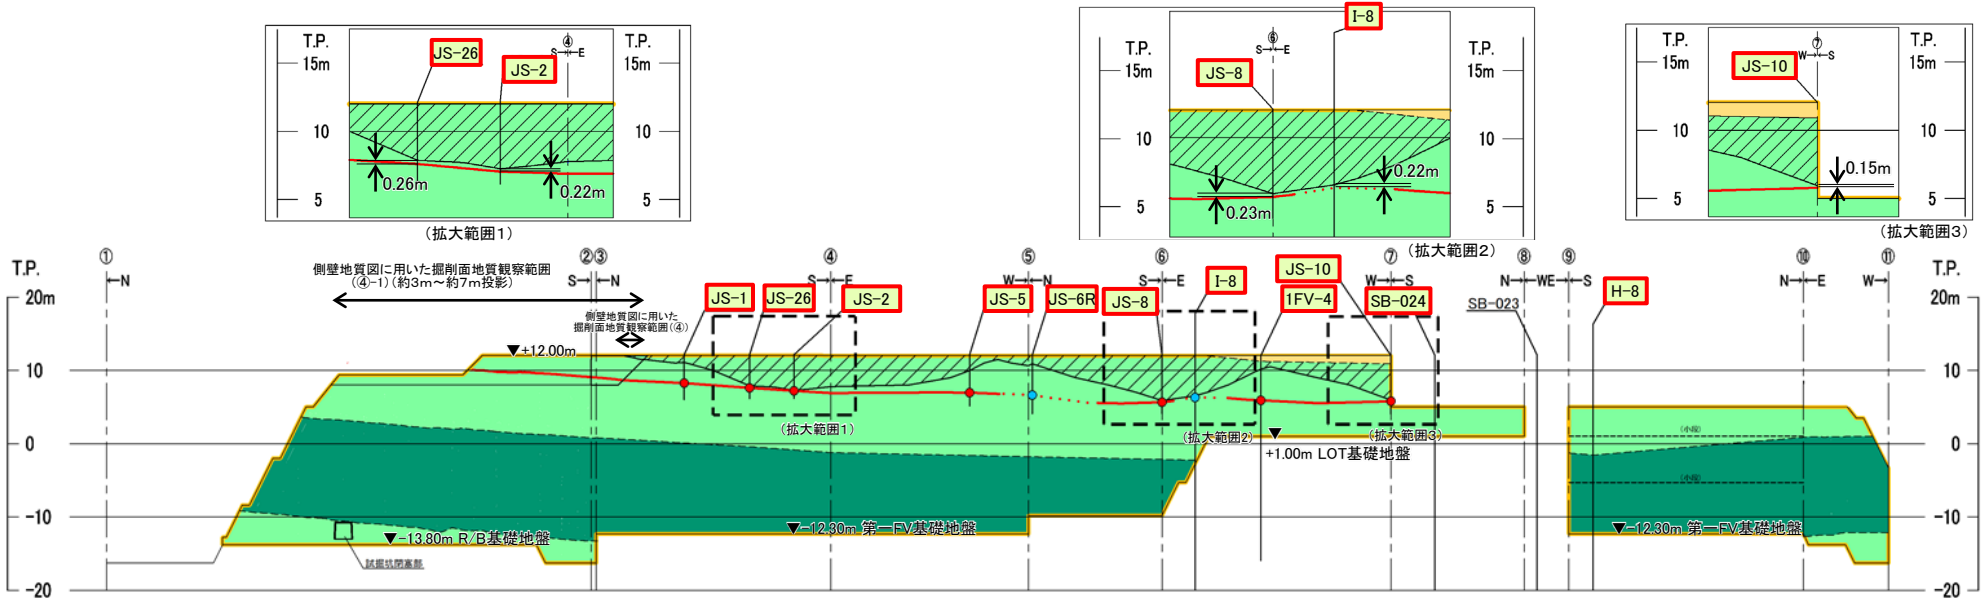 T.P.
15m
10
5
JS-26
JS-2
④
S E
T.P.
15m
10
5
0.26m
0.22m
(拡大範囲1)
T.P.
15m
10
5
JS-8
⑥
S E
I-8
T.P.
15m
10
5
0.23m
0.22m
(拡大範囲2)
T.P.
15m
10
5
JS-10
⑦
W S
T.P.
15m
10
5
0.15m
(拡大範囲3)
T.P.
20m
10
0
-10
-20
①
N
②③
S N
④
S E
⑤
W N
⑥
S E
⑦
W S
⑧
N W
⑨
E S
⑩
N E
⑪
W
T.P.
20m
10
0
-10
-20
側壁地質図に用いた掘削面地質観察範囲
(④-1)(約3m~約7m投影)
側壁地質図に用いた
掘削面地質観察範囲(④)
JS-1
JS-26
JS-2
JS-5
JS-6R
JS-8
I-8
JS-10
1FV-4
SB-024
SB-023
H-8
▼+12.00m
(拡大範囲1)
(拡大範囲2)
(拡大範囲3)
▼
+1.00m LOT基礎地盤
(小段)
(小段)
▼-13.80m R/B基礎地盤
▼-12.30m 第一FV基礎地盤
▼-12.30m 第一FV基礎地盤
試掘坑閉塞部